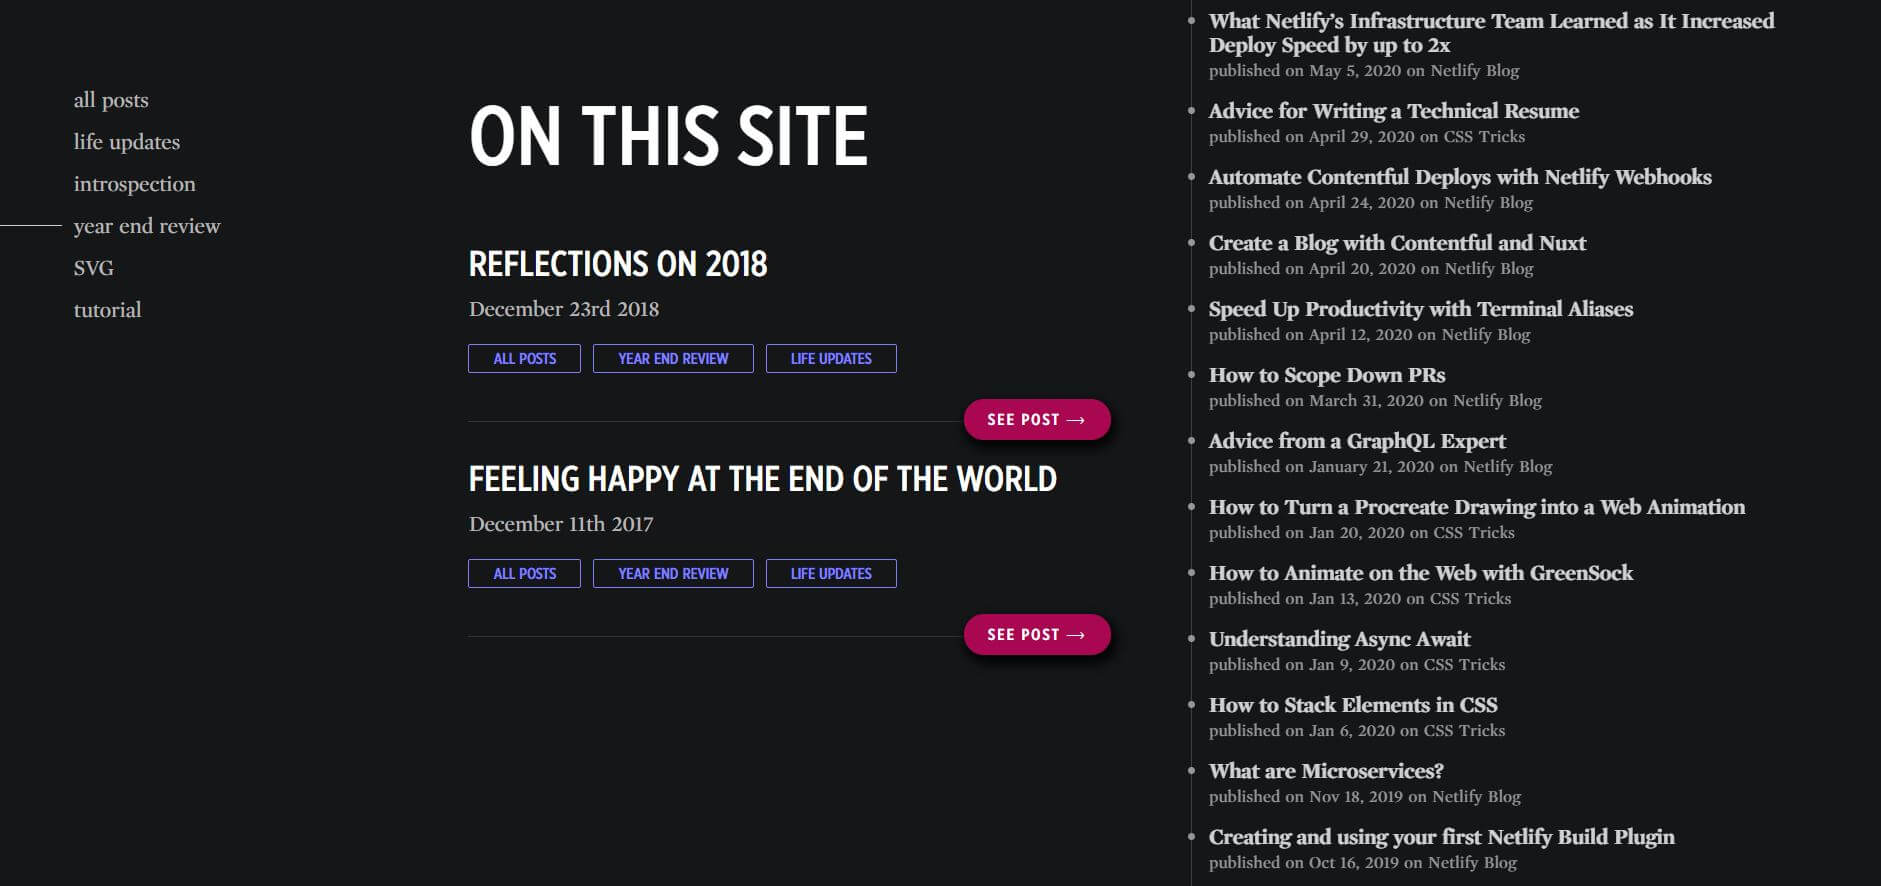 all posts
life updates
introspection
year end review
SVG
tutorial
ON THIS SITE
REFLECTIONS ON 2018
December 23rd 2018
ALL POSTS
YEAR END REVIEW
LIFE UPDATES
SEE POST →
FEELING HAPPY AT THE END OF THE WORLD
December 11th 2017
ALL POSTS
YEAR END REVIEW
LIFE UPDATES
SEE POST →
What Netlify’s Infrastructure Team Learned as It Increased
Deploy Speed by up to 2x
published on May 5, 2020 on Netlify Blog
Advice for Writing a Technical Resume
published on April 29, 2020 on CSS Tricks
Automate Contentful Deploys with Netlify Webhooks
published on April 24, 2020 on Netlify Blog
Create a Blog with Contentful and Nuxt
published on April 20, 2020 on Netlify Blog
Speed Up Productivity with Terminal Aliases
published on April 12, 2020 on Netlify Blog
How to Scope Down PRs
published on March 31, 2020 on Netlify Blog
Advice from a GraphQL Expert
published on January 21, 2020 on Netlify Blog
How to Turn a Procreate Drawing into a Web Animation
published on Jan 20, 2020 on CSS Tricks
How to Animate on the Web with GreenSock
published on Jan 13, 2020 on CSS Tricks
Understanding Async Await
published on Jan 9, 2020 on CSS Tricks
How to Stack Elements in CSS
published on Jan 6, 2020 on CSS Tricks
What are Microservices?
published on Nov 18, 2019 on Netlify Blog
Creating and using your first Netlify Build Plugin
published on Oct 16, 2019 on Netlify Blog